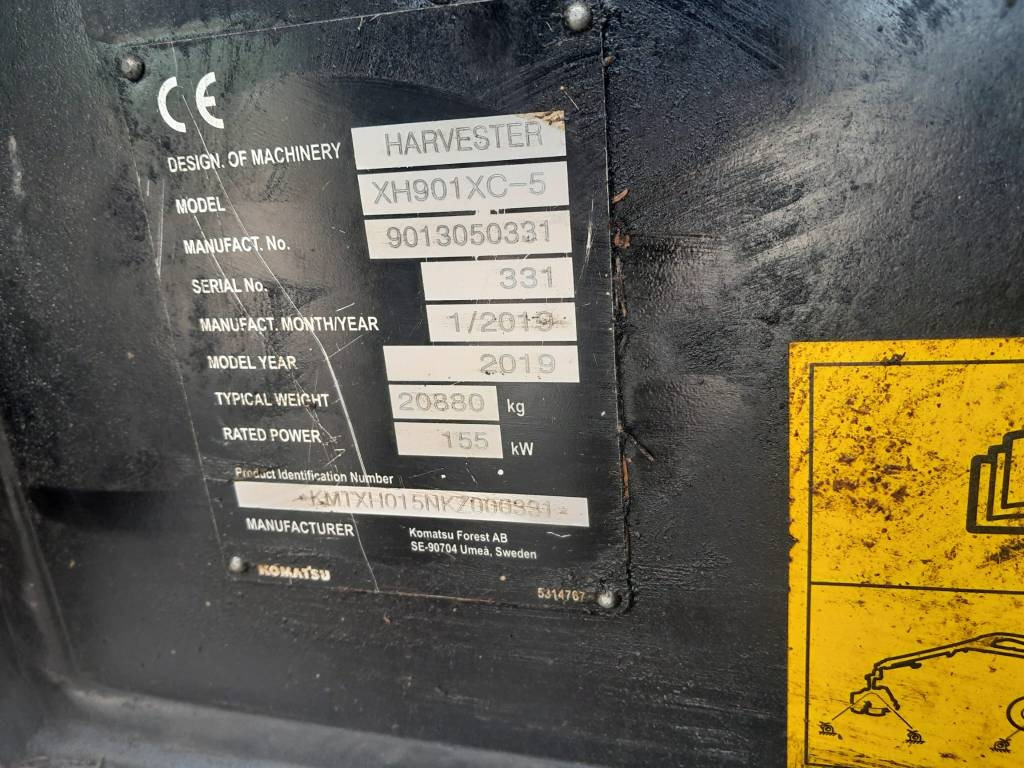 CE
DESIGN. OF MACHINERY HARVESTER
MODEL XH901XC-5
MANUFACT. No. 9013050331
SERIAL No. 331
MANUFACT. MONTH/YEAR 1/2019
MODEL YEAR 2019
TYPICAL WEIGHT 20880 kg
RATED POWER 155 kW
Product Identification Number
*KMTXH015NKZ000331*
MANUFACTURER Komatsu Forest AB
SE-90704 Umeå, Sweden
KOMATSU 5314767